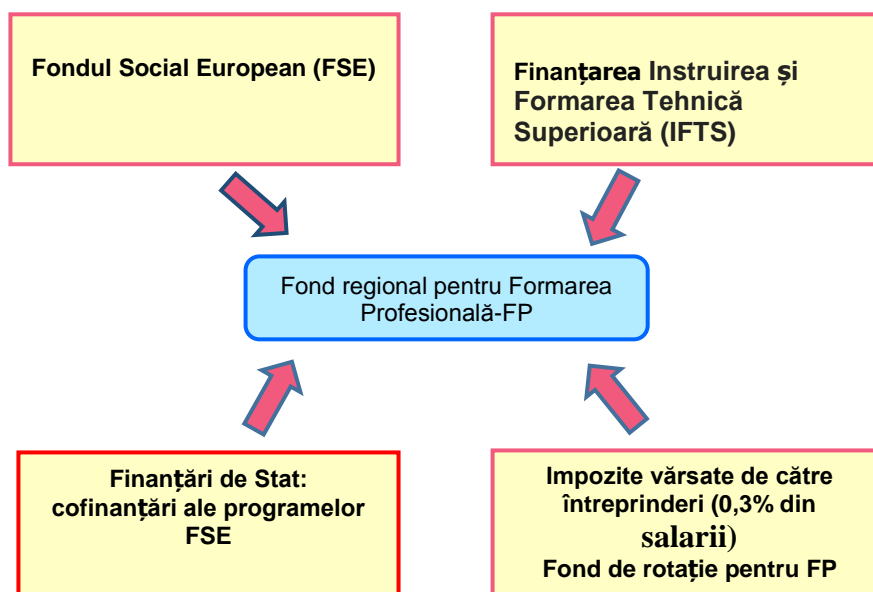 Fondul Social European (FSE)
Finanțarea Instruirea și
Formarea Tehnică
Superioară (IFTS)
Fond regional pentru Formarea
Profesională-FP
Finanțări de Stat:
cofinanțări ale programelor
FSE
Impozite vărsate de către
întreprinderi (0,3% din
salarii)
Fond de rotație pentru FP